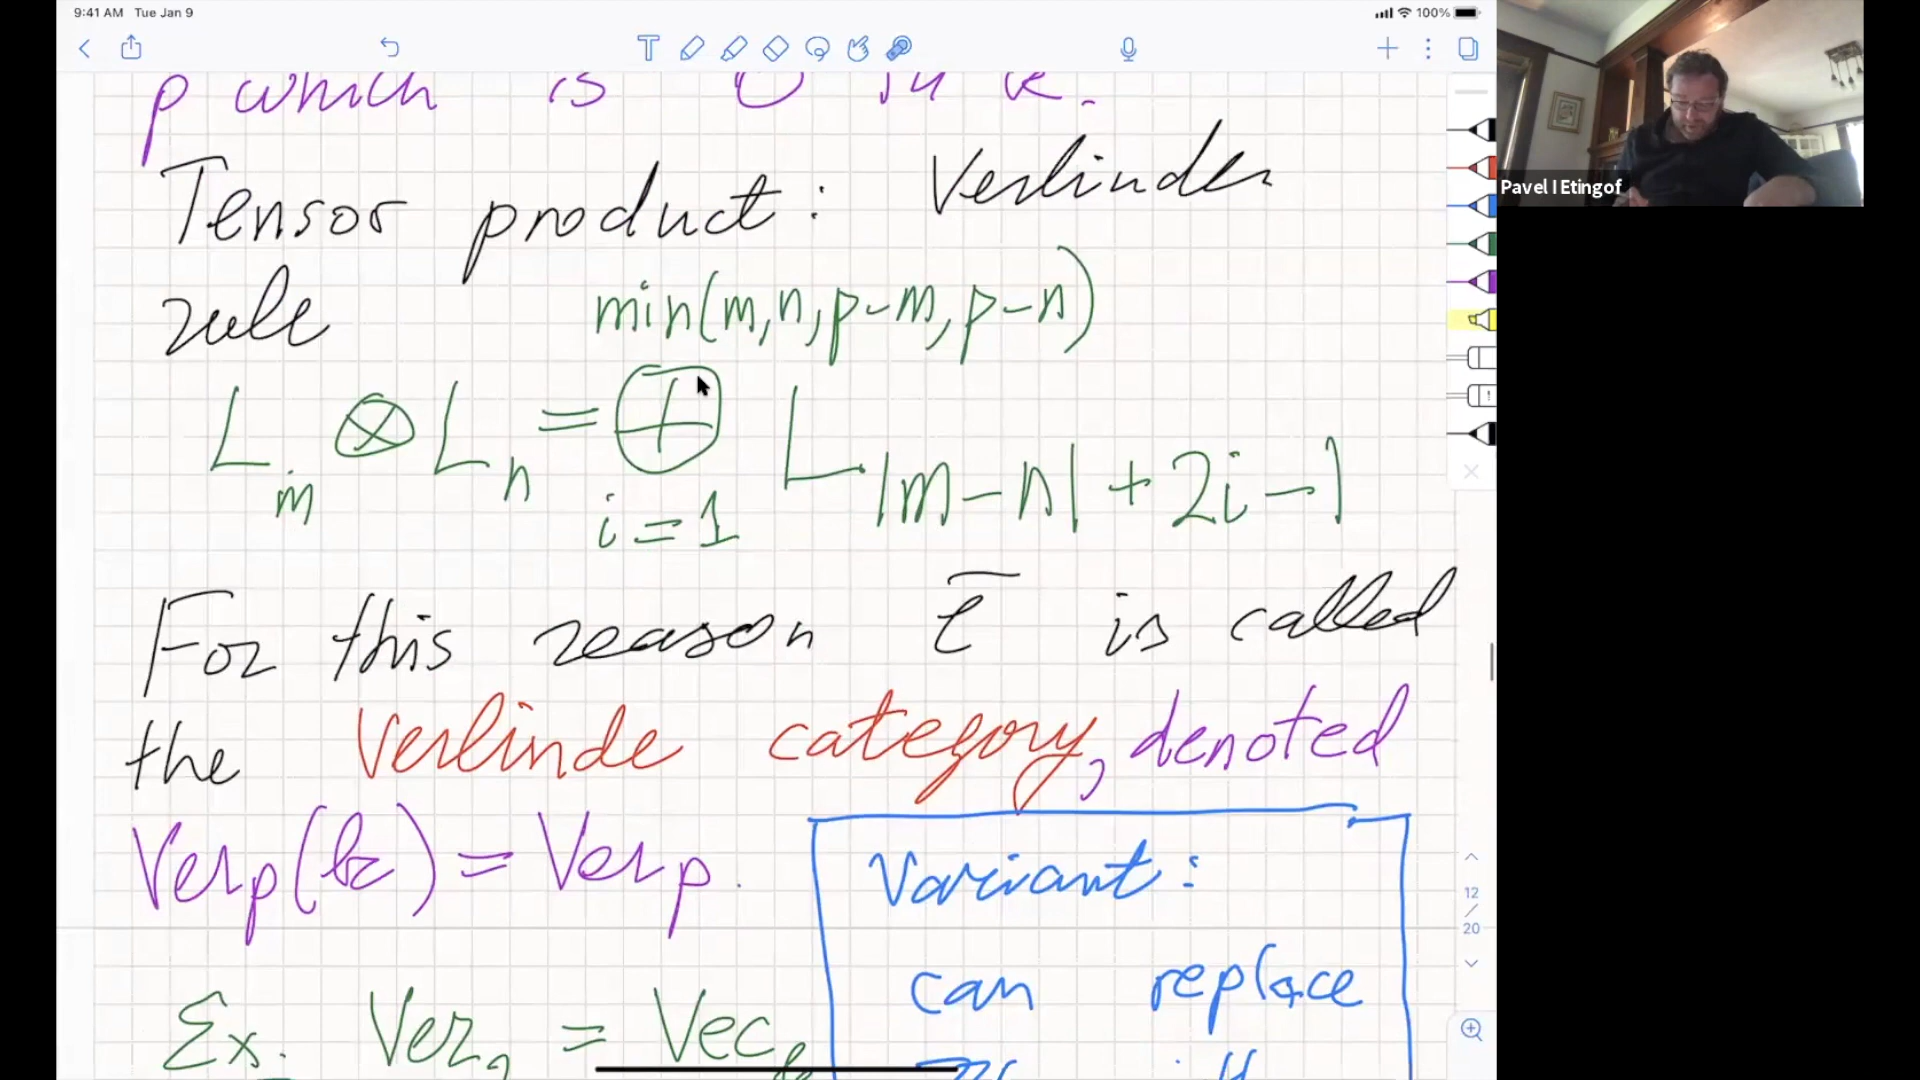 9:41 AM Tue Jan 9
100%
p which is 0 in k.
Tensor product: Verlinde
rule
min(m,n,p-m,p-n)
L_m ⊗ L_n = ⊕ L_{|m-n|+2i-1}
i=1
For this reason C̄ is called
the Verlinde category, denoted
Ver_p(k) = Ver_p.
Variant:
can replace
Ex. Ver_2 = Vec_k
12
/
20
Pavel I Etingof